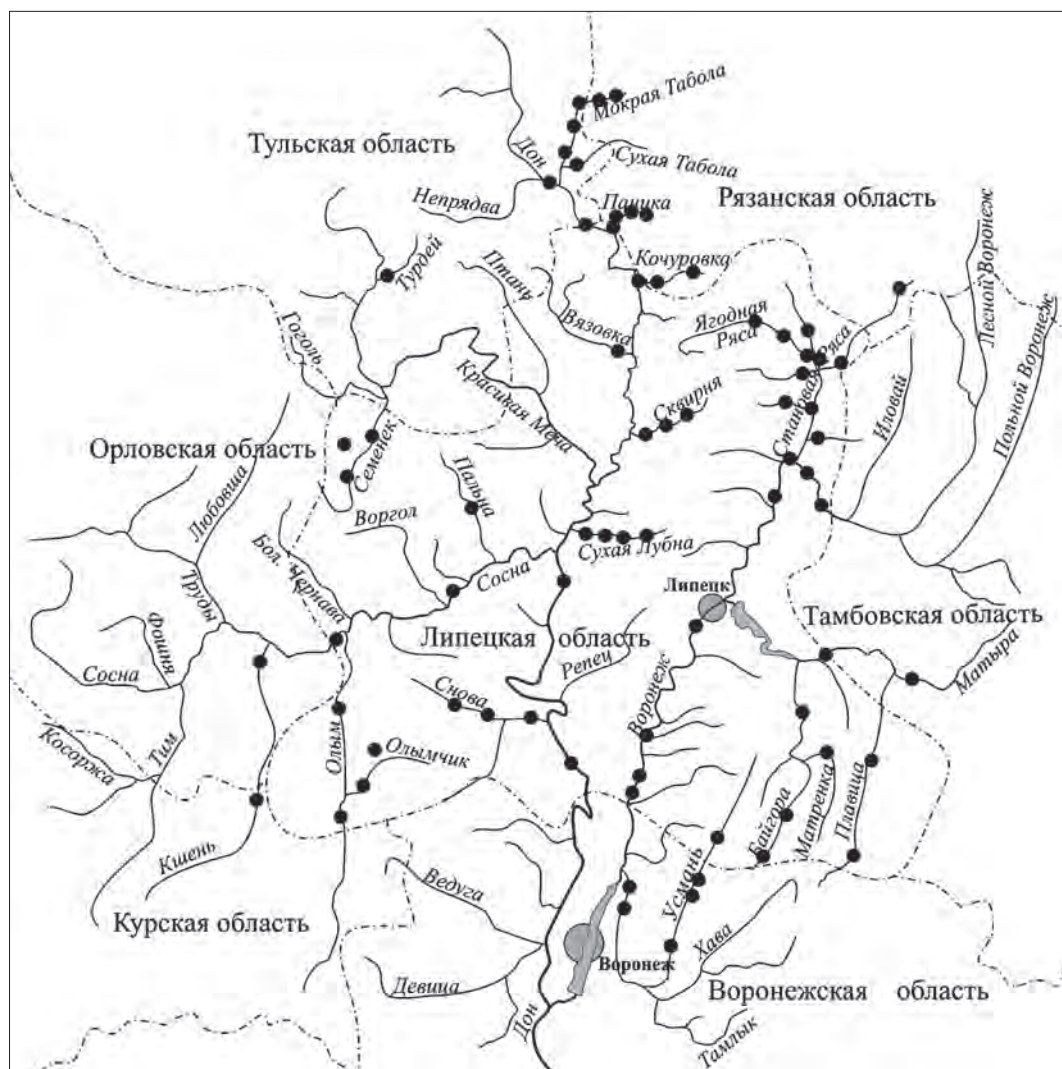 Мокрая Табола
Тульская область
Дон
Сухая Табола
Непрядва
Паника
Рязанская область
Лесной Воронеж
Турдей
Птань
Кочуровка
Гоголь
Вязовка
Ягодная
Ряса
Становая Ряса
Красивая Меча
Сквирня
Иловай
Польной Воронеж
Орловская область
Любовша
Семенек
Пальна
Воргол
Бол. Чернава
Сосна
Сухая Лубна
Труды
Фошня
Липецк
Тамбовская область
Липецкая область
Репец
Матыра
Сосна
Снова
Воронеж
Косоржа
Тим
Олым
Олымчик
Байгора
Матренка
Плавица
Кшень
Ведуга
Усмань
Курская область
Хава
Воронеж
Девица
Дон
Воронежская область
Тамлык